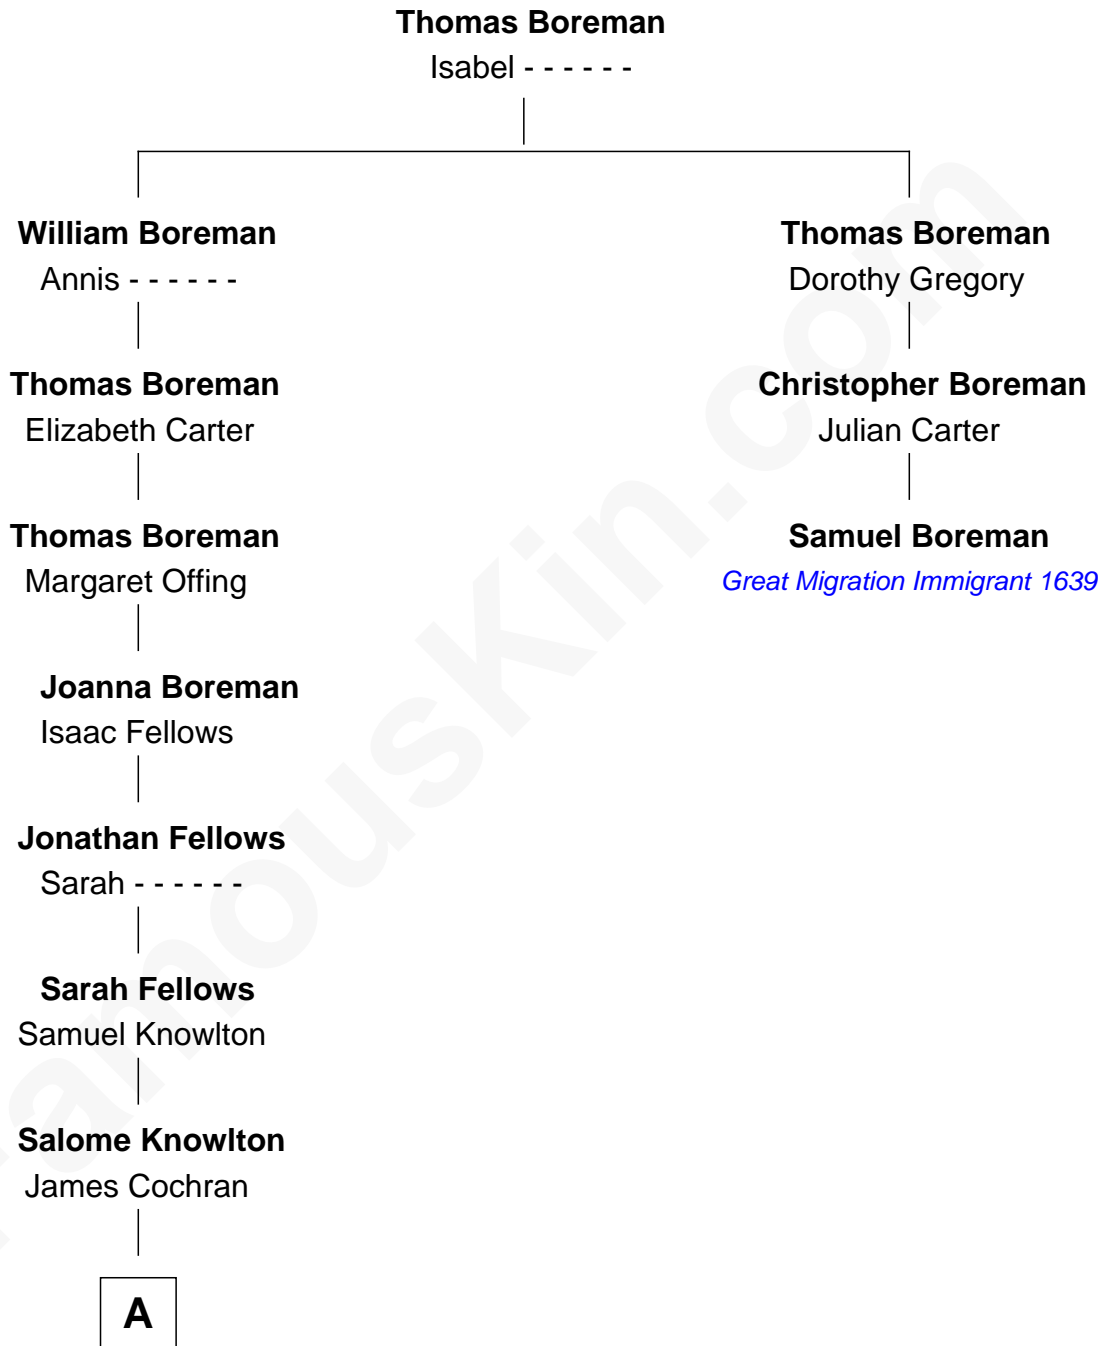 Thomas Boreman
Isabel - - - - - -
William Boreman
Annis - - - - - -
Thomas Boreman
Elizabeth Carter
Thomas Boreman
Margaret Offing
Joanna Boreman
Isaac Fellows
Jonathan Fellows
Sarah - - - - - -
Sarah Fellows
Samuel Knowlton
Salome Knowlton
James Cochran
A
Thomas Boreman
Dorothy Gregory
Christopher Boreman
Julian Carter
Samuel Boreman
Great Migration Immigrant 1639
FamousKin.com